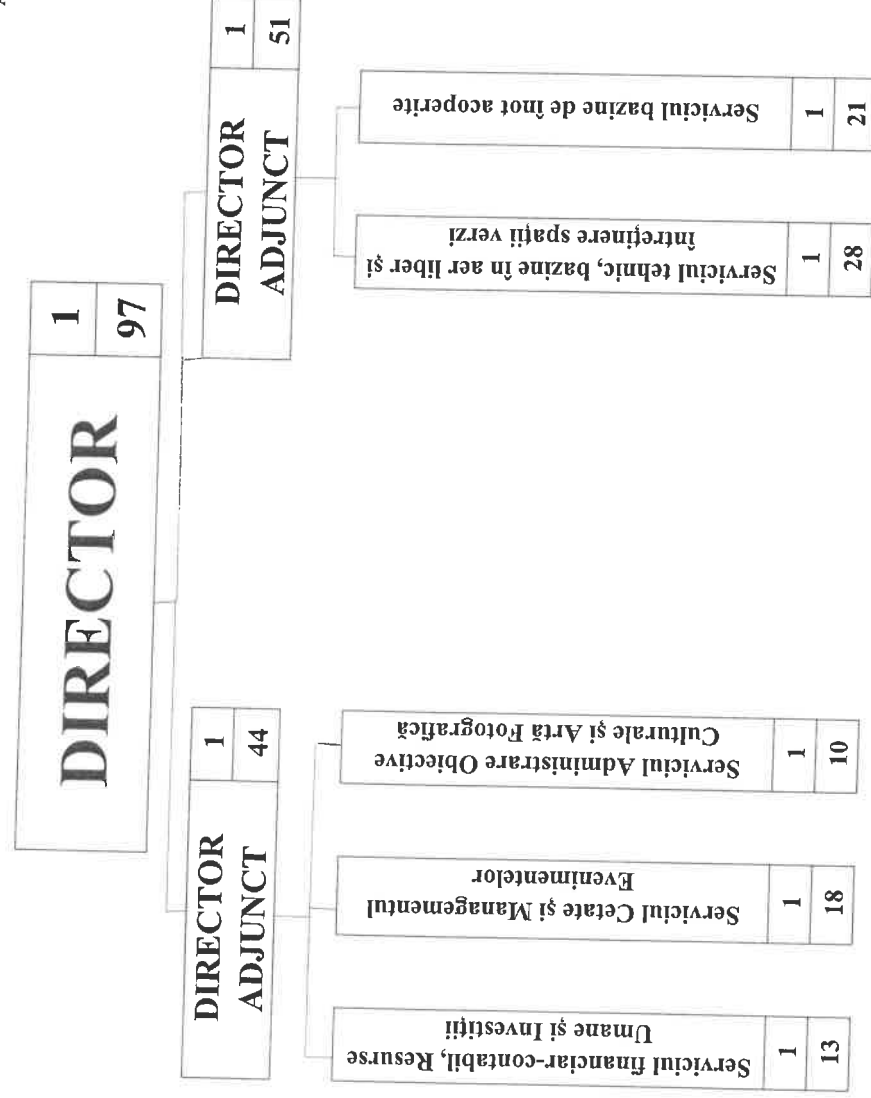 DIRECTOR
1
97
DIRECTOR
ADJUNCT
1
44
DIRECTOR
ADJUNCT
1
51
Serviciul financiar-contabil, Resurse
Umane și Investiții
1
13
Serviciul Cetate și Managementul
Evenimentelor
1
18
Serviciul Administrare Obiective
Culturale și Artă Fotografică
1
10
Serviciul tehnic, bazine în aer liber și
întreținere spații verzi
1
28
Serviciul bazine de înot acoperite
1
21